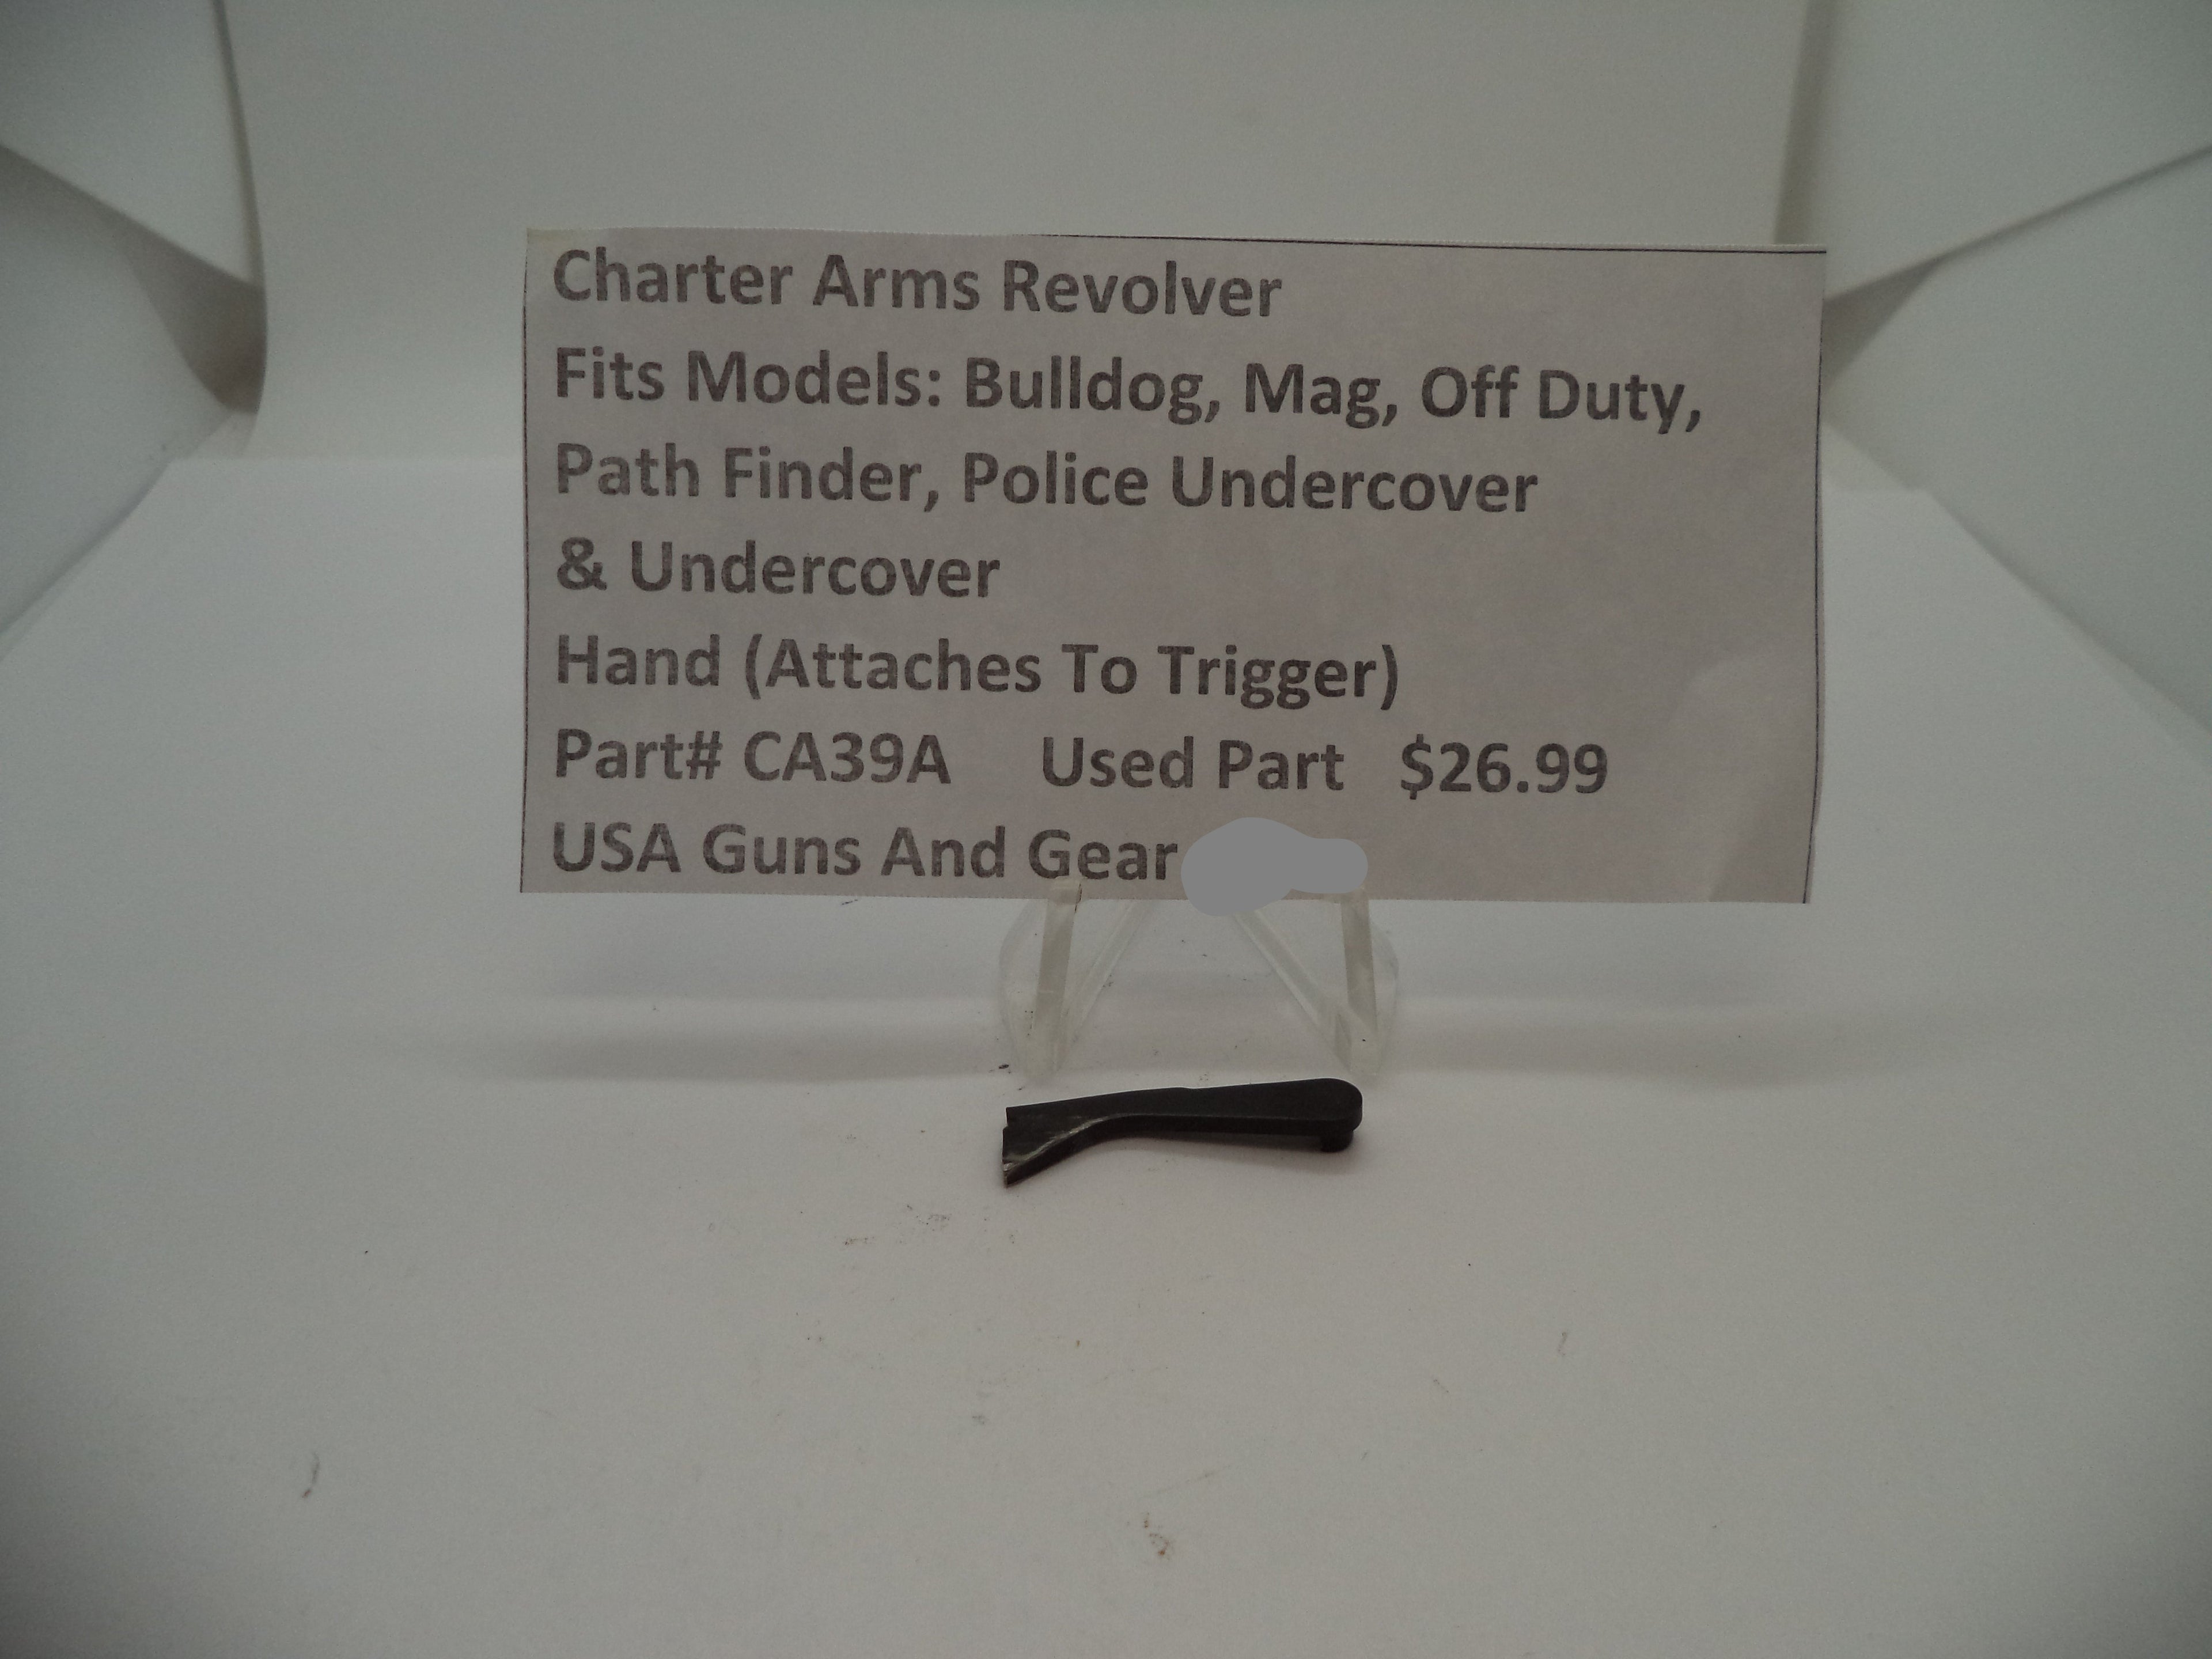 Charter Arms Revolver
Fits Models: Bulldog, Mag, Off Duty,
Path Finder, Police Undercover
& Undercover
Hand (Attaches To Trigger)
Part# CA39A Used Part $26.99
USA Guns And Gear